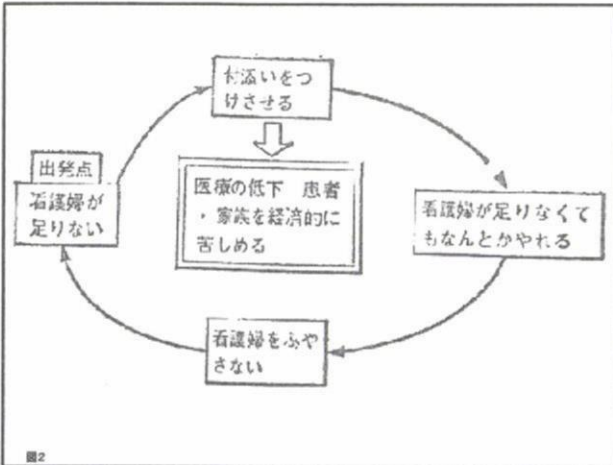 付添いをつ
けさせる
出発点
看護婦が
足りない
医療の低下　患者
・家族を経済的に
苦しめる
看護婦が足りなくて
もなんとかやれる
看護婦をふや
さない
図2